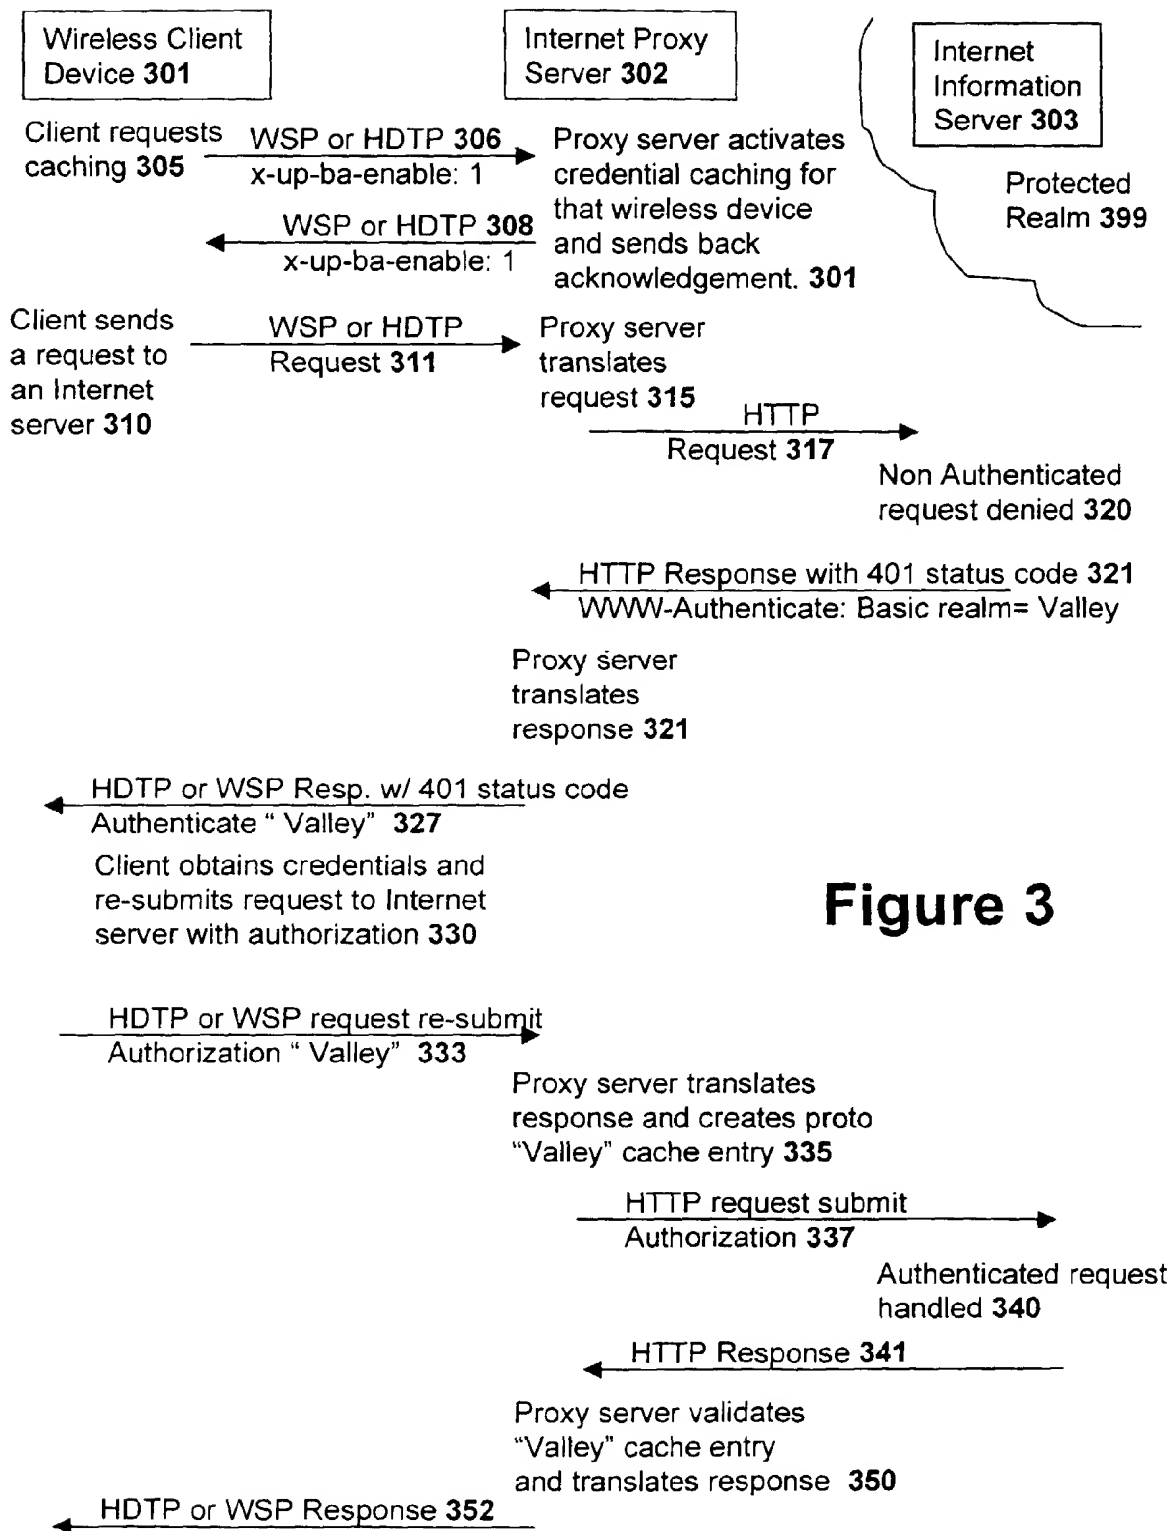 Wireless Client
Device 301
Internet Proxy
Server 302
Internet
Information
Server 303
Protected
Realm 399
Client requests
caching 305
WSP or HDTP 306
x-up-ba-enable: 1
Proxy server activates
credential caching for
that wireless device
and sends back
acknowledgement. 301
WSP or HDTP 308
x-up-ba-enable: 1
Client sends
a request to
an Internet
server 310
WSP or HDTP
Request 311
Proxy server
translates
request 315
HTTP
Request 317
Non Authenticated
request denied 320
HTTP Response with 401 status code 321
WWW-Authenticate: Basic realm= Valley
Proxy server
translates
response 321
HDTP or WSP Resp. w/ 401 status code
Authenticate “ Valley” 327
Client obtains credentials and
re-submits request to Internet
server with authorization 330
Figure 3
HDTP or WSP request re-submit
Authorization “ Valley” 333
Proxy server translates
response and creates proto
“Valley” cache entry 335
HTTP request submit
Authorization 337
Authenticated request
handled 340
HTTP Response 341
Proxy server validates
“Valley” cache entry
and translates response 350
HDTP or WSP Response 352